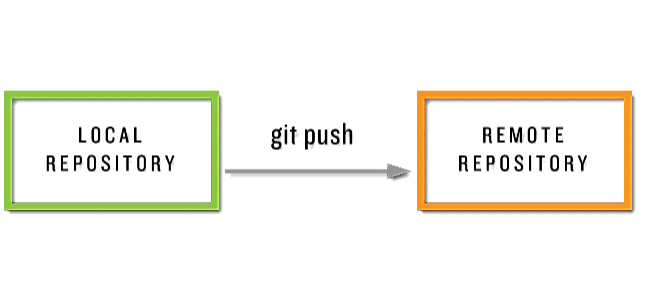 LOCAL
REPOSITORY
git push
REMOTE
REPOSITORY